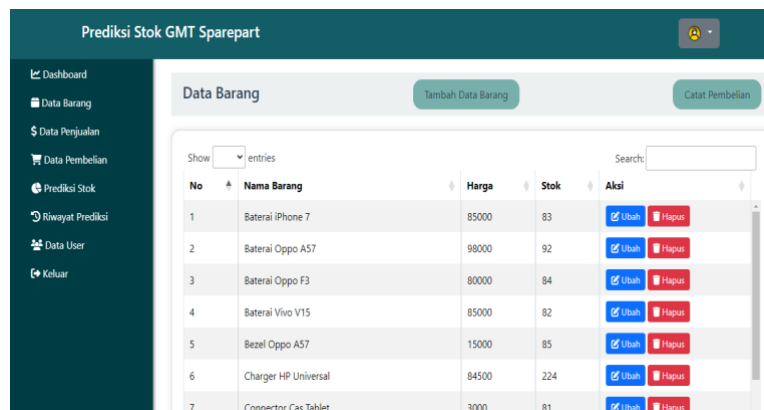 Prediksi Stok GMT Sparepart
Dashboard
Data Barang
Data Penjualan
Data Pembelian
Prediksi Stok
Riwayat Prediksi
Data User
Keluar
Data Barang Tambah Data Barang Catat Pembelian
Show entries Search:
No Nama Barang Harga Stok Aksi
1 Baterai iPhone 7 85000 83 Ubah Hapus
2 Baterai Oppo A57 98000 92 Ubah Hapus
3 Baterai Oppo F3 80000 84 Ubah Hapus
4 Baterai Vivo V15 85000 82 Ubah Hapus
5 Bezel Oppo A57 15000 85 Ubah Hapus
6 Charger HP Universal 84500 224 Ubah Hapus
7 Connector Cas Tablet 3000 81 Ubah Hapus